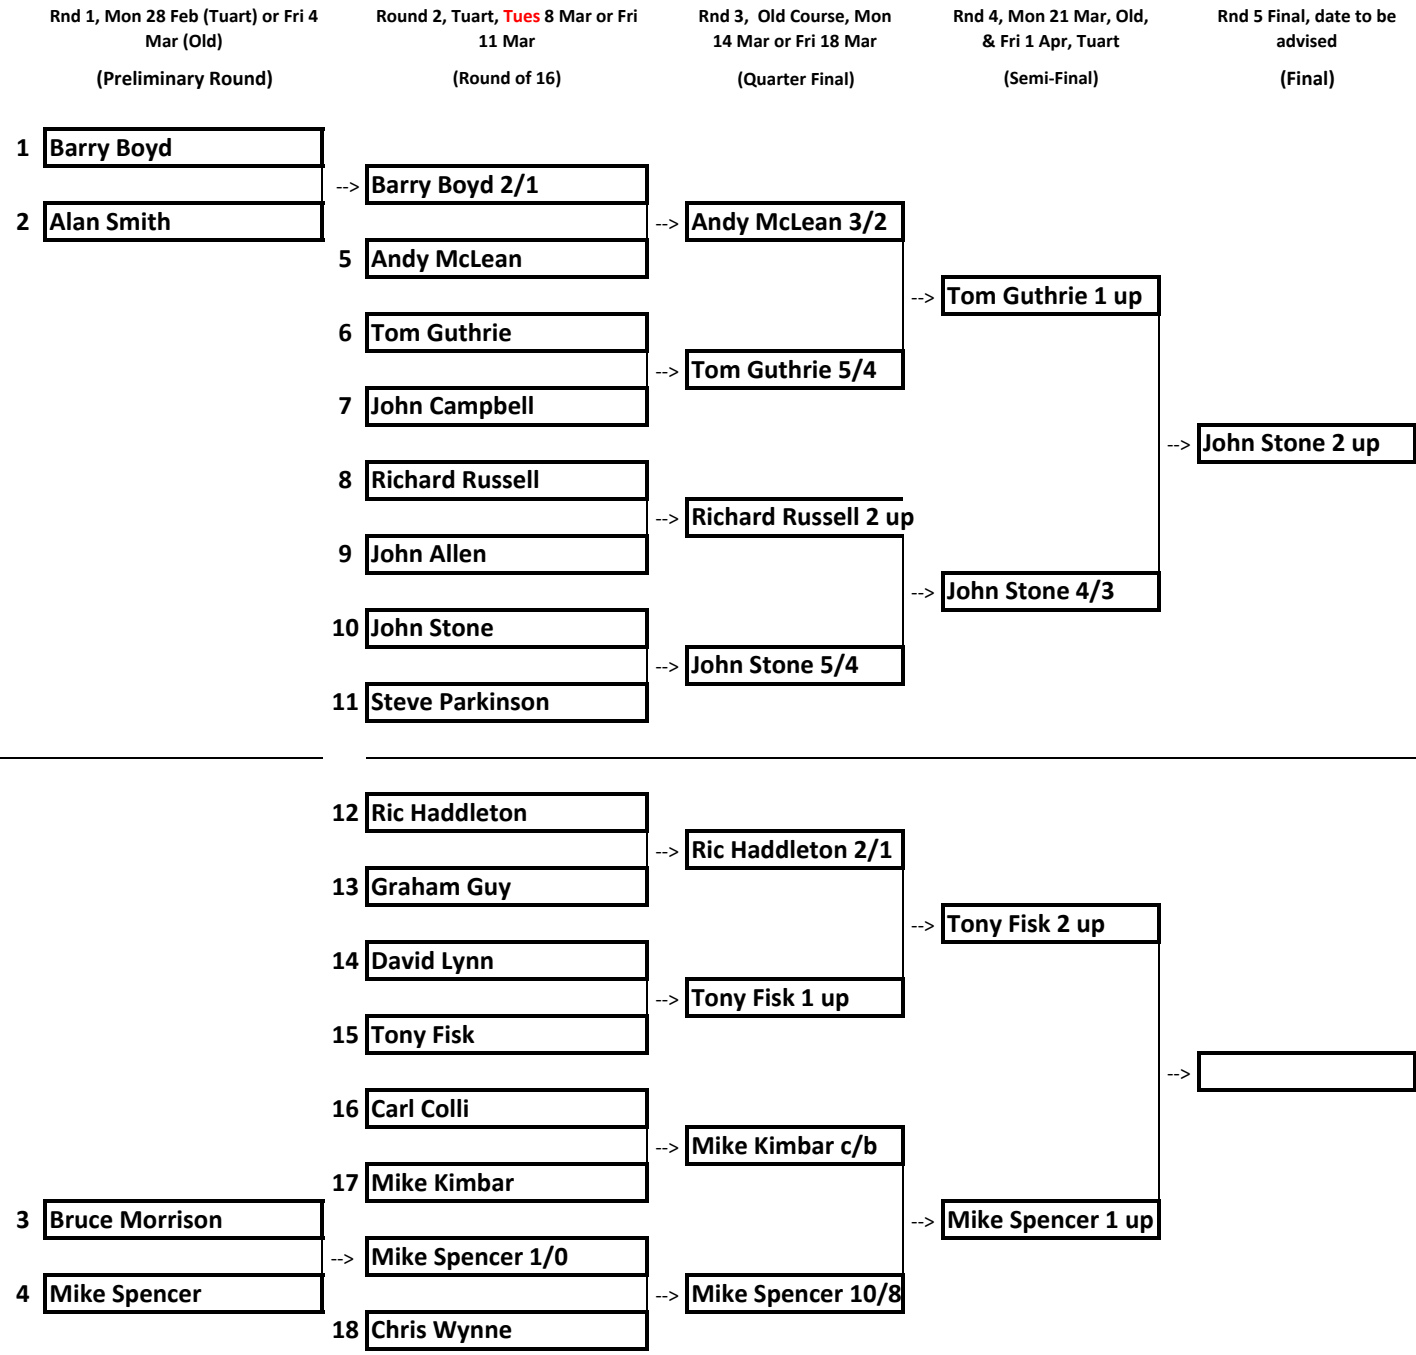 Rnd 1, Mon 28 Feb (Tuart) or Fri 4
Mar (Old)
(Preliminary Round)
Round 2, Tuart, Tues 8 Mar or Fri
11 Mar
(Round of 16)
Rnd 3, Old Course, Mon
14 Mar or Fri 18 Mar
(Quarter Final)
Rnd 4, Mon 21 Mar, Old,
& Fri 1 Apr, Tuart
(Semi-Final)
Rnd 5 Final, date to be
advised
(Final)
1 Barry Boyd
--> Barry Boyd 2/1
2 Alan Smith
--> Andy McLean 3/2
5 Andy McLean
--> Tom Guthrie 1 up
6 Tom Guthrie
--> Tom Guthrie 5/4
7 John Campbell
--> John Stone 2 up
8 Richard Russell
--> Richard Russell 2 up
9 John Allen
--> John Stone 4/3
10 John Stone
--> John Stone 5/4
11 Steve Parkinson
12 Ric Haddleton
--> Ric Haddleton 2/1
13 Graham Guy
--> Tony Fisk 2 up
14 David Lynn
--> Tony Fisk 1 up
15 Tony Fisk
-->
16 Carl Colli
--> Mike Kimbar c/b
17 Mike Kimbar
3 Bruce Morrison
--> Mike Spencer 1 up
--> Mike Spencer 1/0
4 Mike Spencer
--> Mike Spencer 10/8
18 Chris Wynne